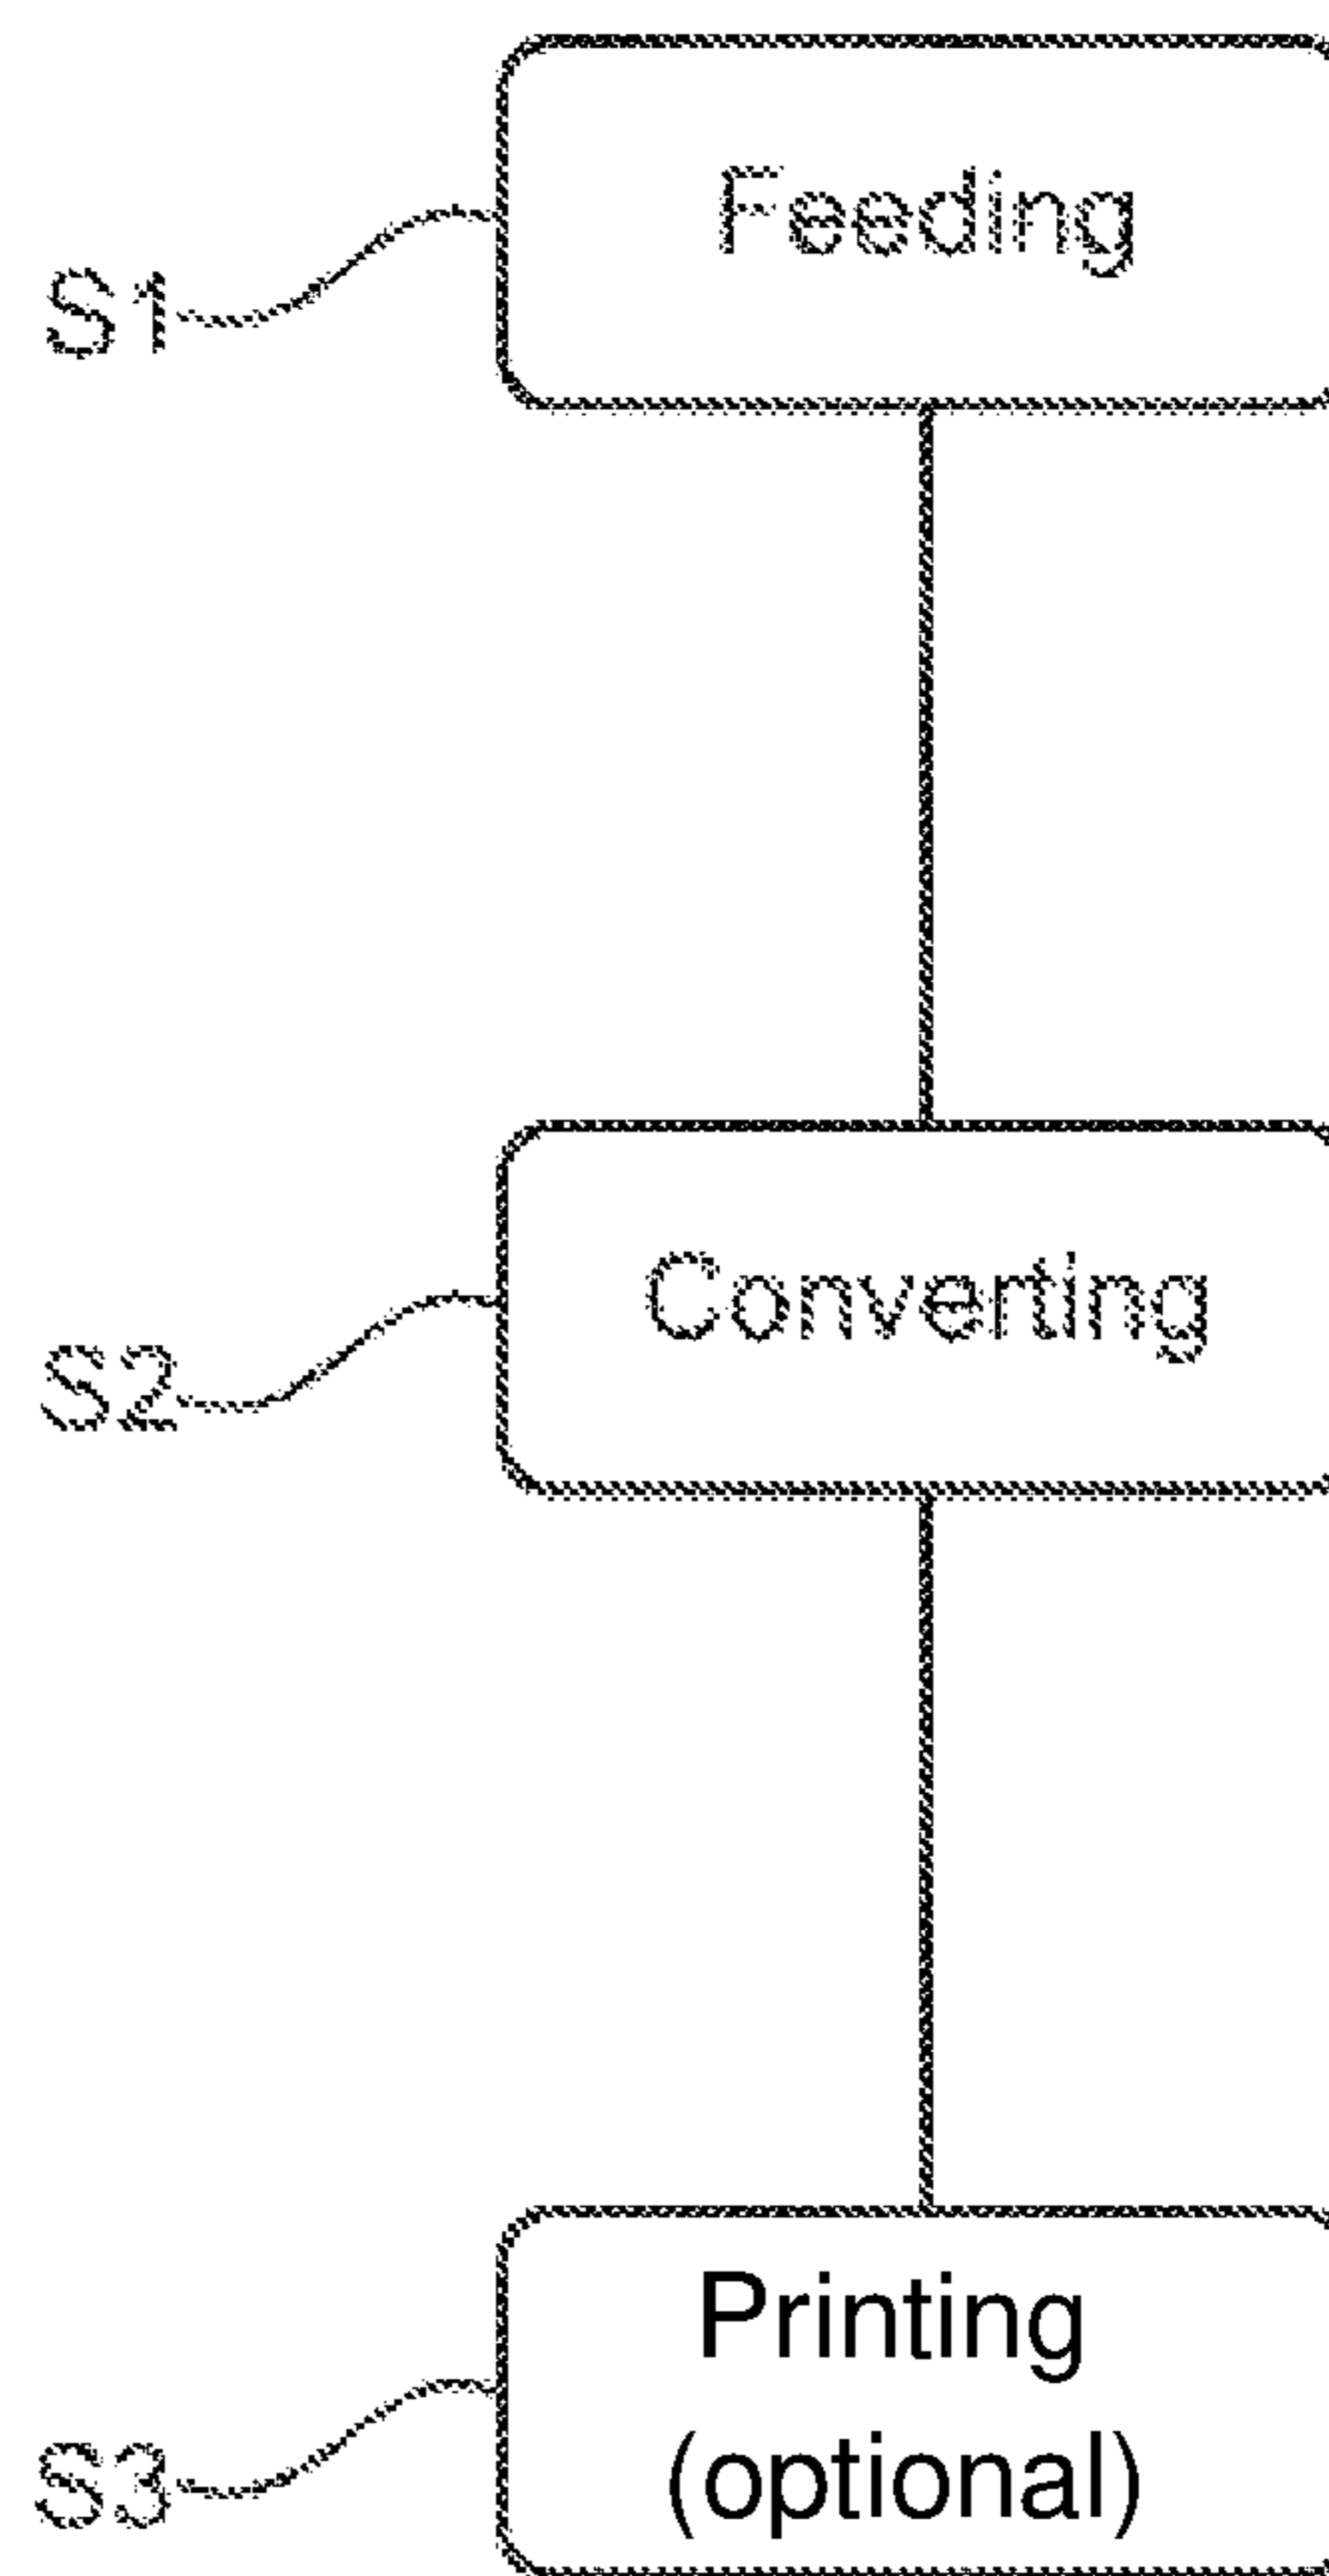 Feeding
S1
Converting
S2
Printing
(optional)
S3